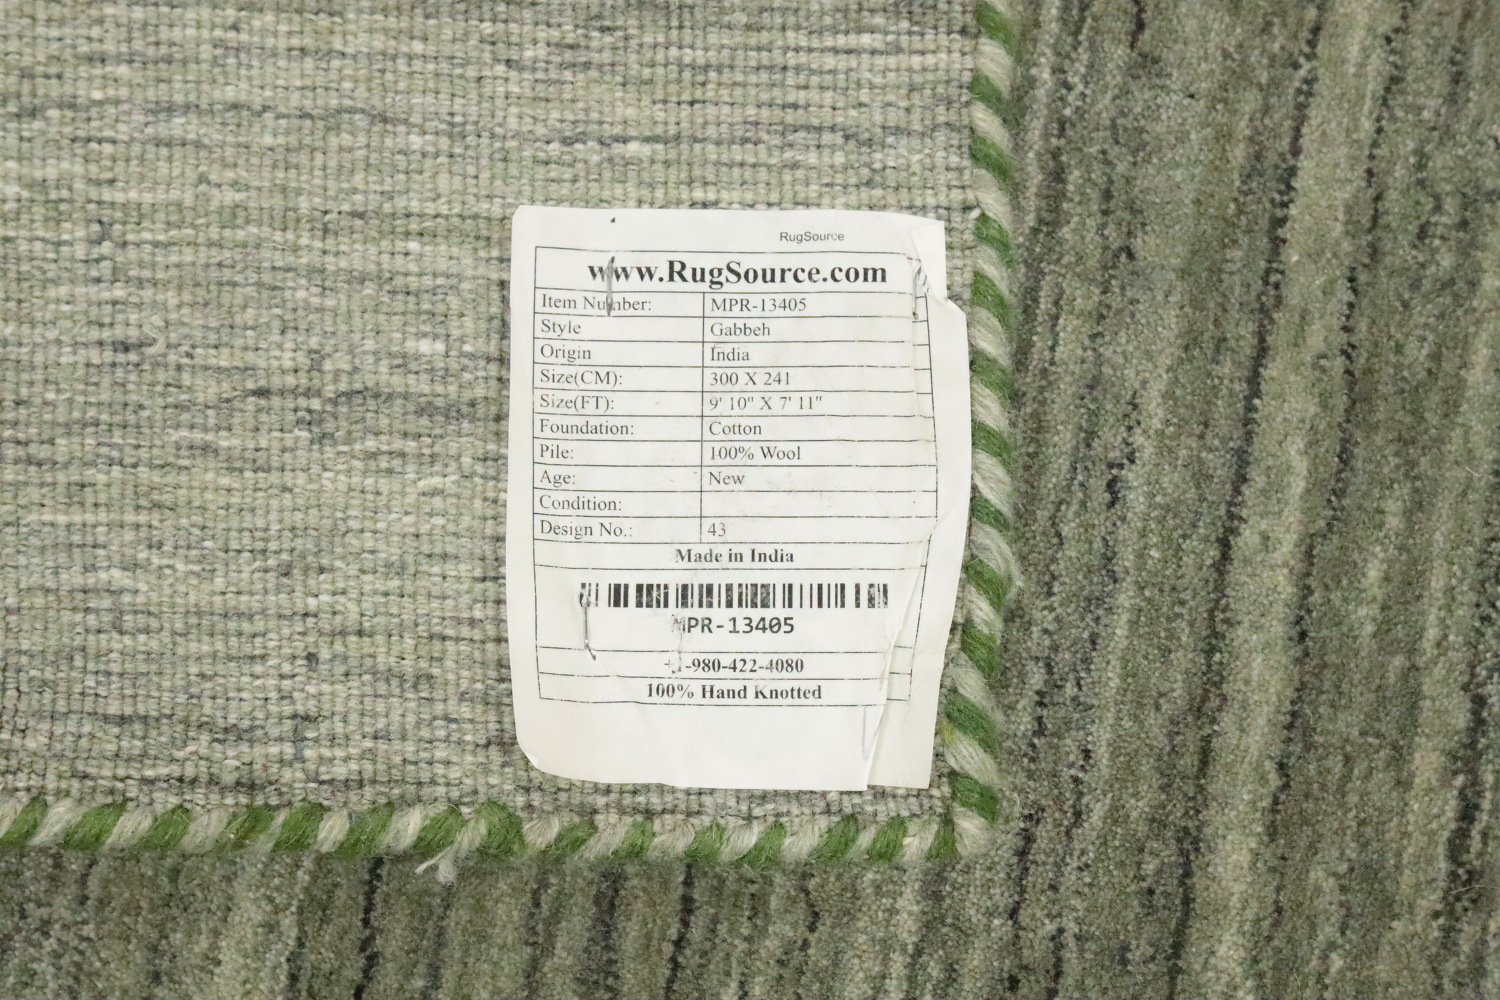 RugSource
www.RugSource.com
Item Number: MPR-13405
Style Gabbeh
Origin India
Size(CM): 300 X 241
Size(FT): 9' 10" X 7' 11"
Foundation: Cotton
Pile: 100% Wool
Age: New
Condition:
Design No.: 43
Made in India
MPR-13405
+1-980-422-4080
100% Hand Knotted